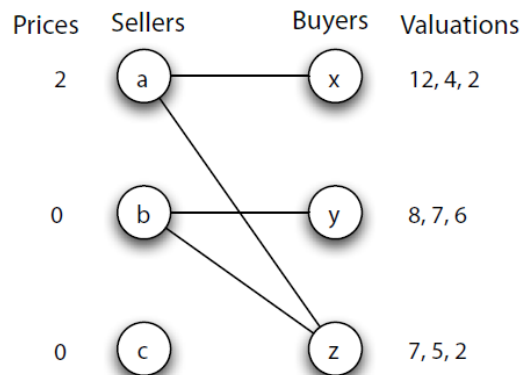 Prices Sellers Buyers Valuations
2 a x 12, 4, 2
0 b y 8, 7, 6
0 c z 7, 5, 2